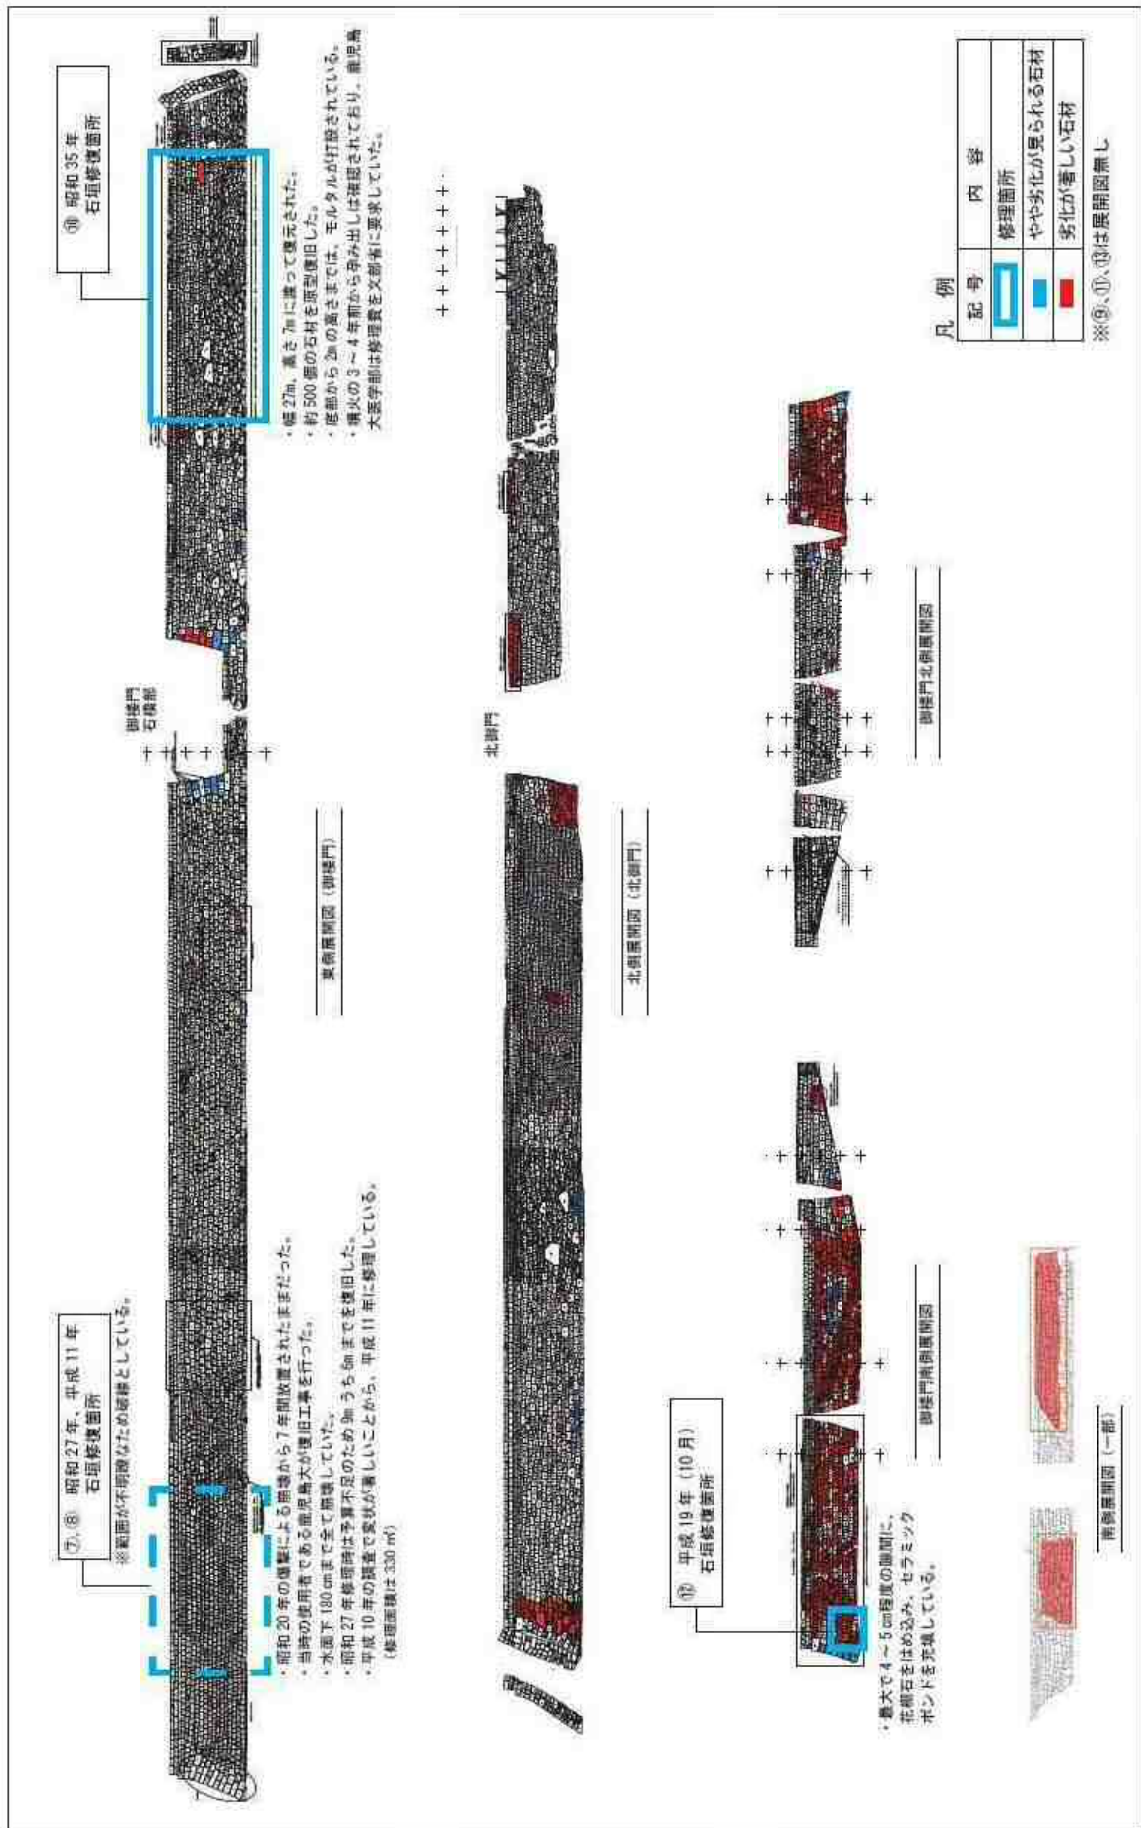 ⑦、⑧ 昭和27年、平成11年
石垣修復箇所
※範囲が不明瞭なため破線としている。
・昭和20年の爆撃による崩壊から7年間放置されたままだった。
・当時の使用者である鹿児島大が復旧工事を行った。
・水面下180cmまで全て崩壊していた。
・昭和27年修理時は予算不足のため9mうち6mまでを復旧した。
・平成10年の調査で変状が著しいことから、平成11年に修理している。
(修理面積は330㎡)
御楼門
石橋部
⑩ 昭和35年
石垣修復箇所
・幅27m、高さ7mに渡って復元された。
・約500個の石材を原型復旧した。
・底部から2mの高さまでは、モルタルが打設されている。
・噴火の3～4年前から孕み出しは確認されており、鹿児島
大医学部は修理費を文部省に要求していた。
東側展開図(御楼門)
北御門
北側展開図(北御門)
⑫ 平成19年(10月)
石垣修復箇所
・最大で4～5cm程度の隙間に、
花棚石をはめ込み、セラミック
ボンドを充填している。
御楼門南側展開図
御楼門北側展開図
南側展開図(一部)
凡例
記号 内容
修理箇所
やや劣化が見られる石材
劣化が著しい石材
※⑨、⑪、⑬は展開図無し